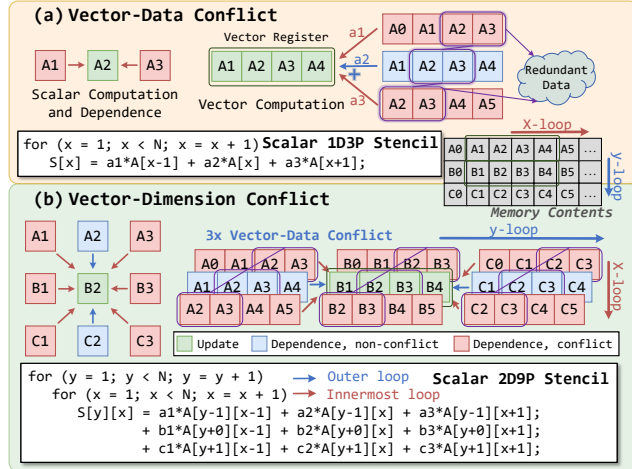 (a) Vector-Data Conflict
A1 A2 A3
Scalar Computation
and Dependence
Vector Register
A1 A2 A3 A4
Vector Computation
a1
a2
+
a3
A0 A1 A2 A3
A1 A2 A3 A4
A2 A3 A4 A5
Redundant
Data
for (x = 1; x < N; x = x + 1) Scalar 1D3P Stencil
S[x] = a1*A[x-1] + a2*A[x] + a3*A[x+1];
X-loop
y-loop
A0 A1 A2 A3 A4 A5 ...
B0 B1 B2 B3 B4 B5 ...
C0 C1 C2 C3 C4 C5 ...
Memory Contents
(b) Vector-Dimension Conflict
A1 A2 A3
B1 B2 B3
C1 C2 C3
3x Vector-Data Conflict
y-loop
X-loop
A0 A1 A2 A3 B0 B1 B2 B3 C0 C1 C2 C3
A1 A2 A3 A4 B1 B2 B3 B4 C1 C2 C3 C4
A2 A3 A4 A5 B2 B3 B4 B5 C2 C3 C4 C5
Update Dependence, non-conflict Dependence, conflict
for (y = 1; y < N; y = y + 1) Outer loop Scalar 2D9P Stencil
for (x = 1; x < N; x = x + 1) Innermost loop
S[y][x] = a1*A[y-1][x-1] + a2*A[y-1][x] + a3*A[y-1][x+1];
+ b1*A[y+0][x-1] + b2*A[y+0][x] + b3*A[y+0][x+1]
+ c1*A[y+1][x-1] + c2*A[y+1][x] + c3*A[y+1][x+1];